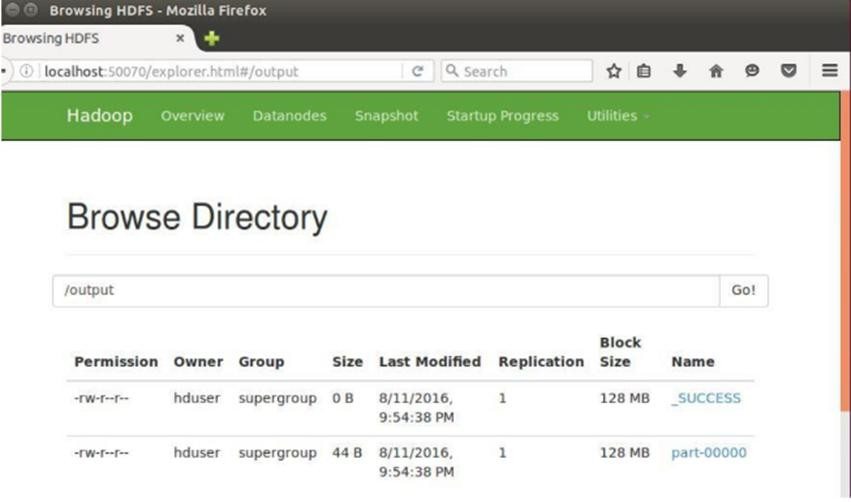 Browsing HDFS - Mozilla Firefox
Browsing HDFS
localhost:50070/explorer.html#/output Search
Hadoop Overview Datanodes Snapshot Startup Progress Utilities
Browse Directory
/output Go!
Permission Owner Group Size Last Modified Replication Block Size Name
-rw-r--r-- hduser supergroup 0 B 8/11/2016, 1 128 MB _SUCCESS
9:54:38 PM
-rw-r--r-- hduser supergroup 44 B 8/11/2016, 1 128 MB part-00000
9:54:38 PM